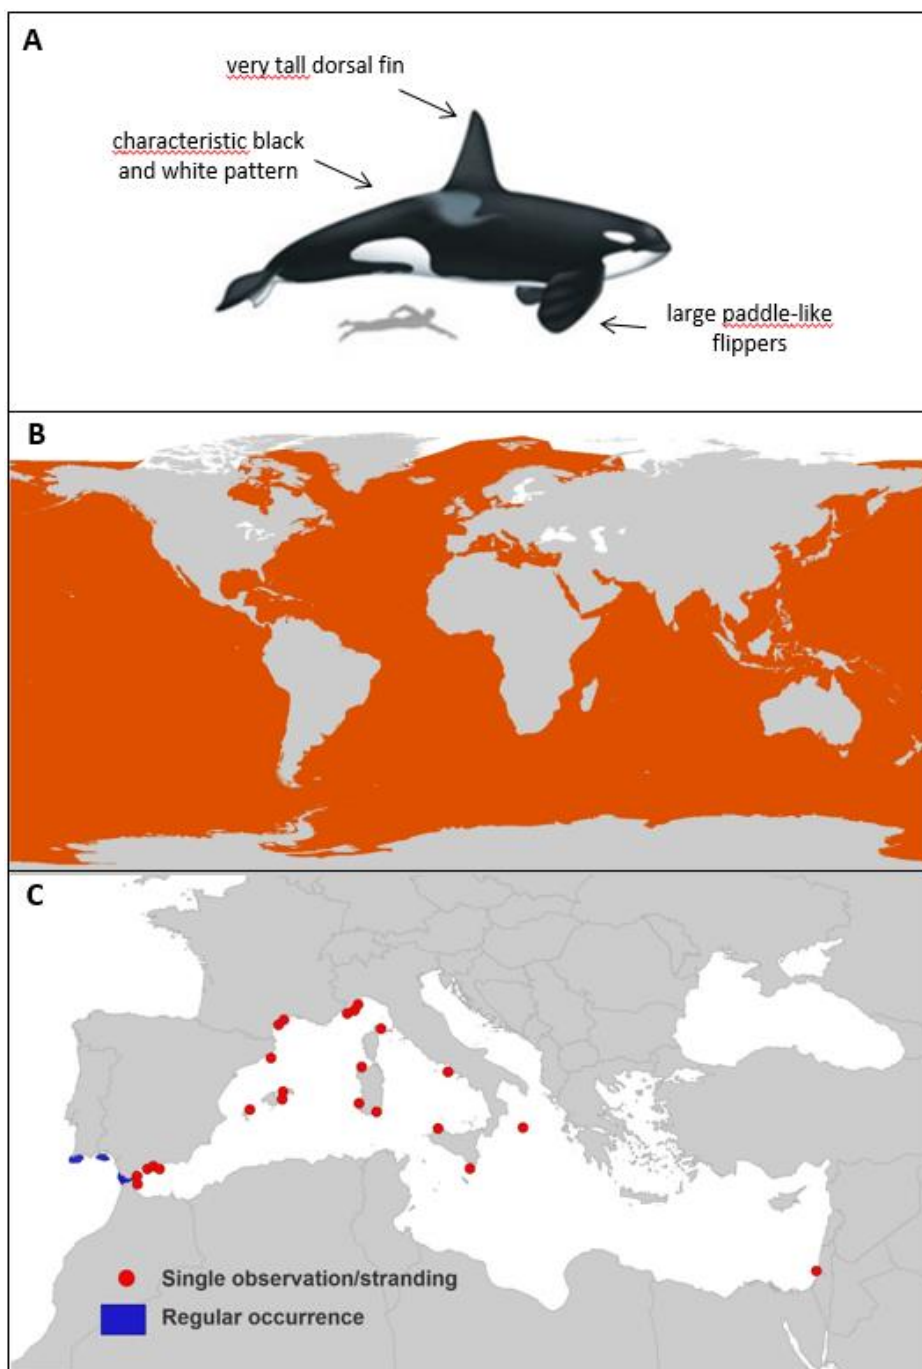 A
very tall dorsal fin
characteristic black
and white pattern
large paddle-like
flippers
B
C
Single observation/stranding
Regular occurrence